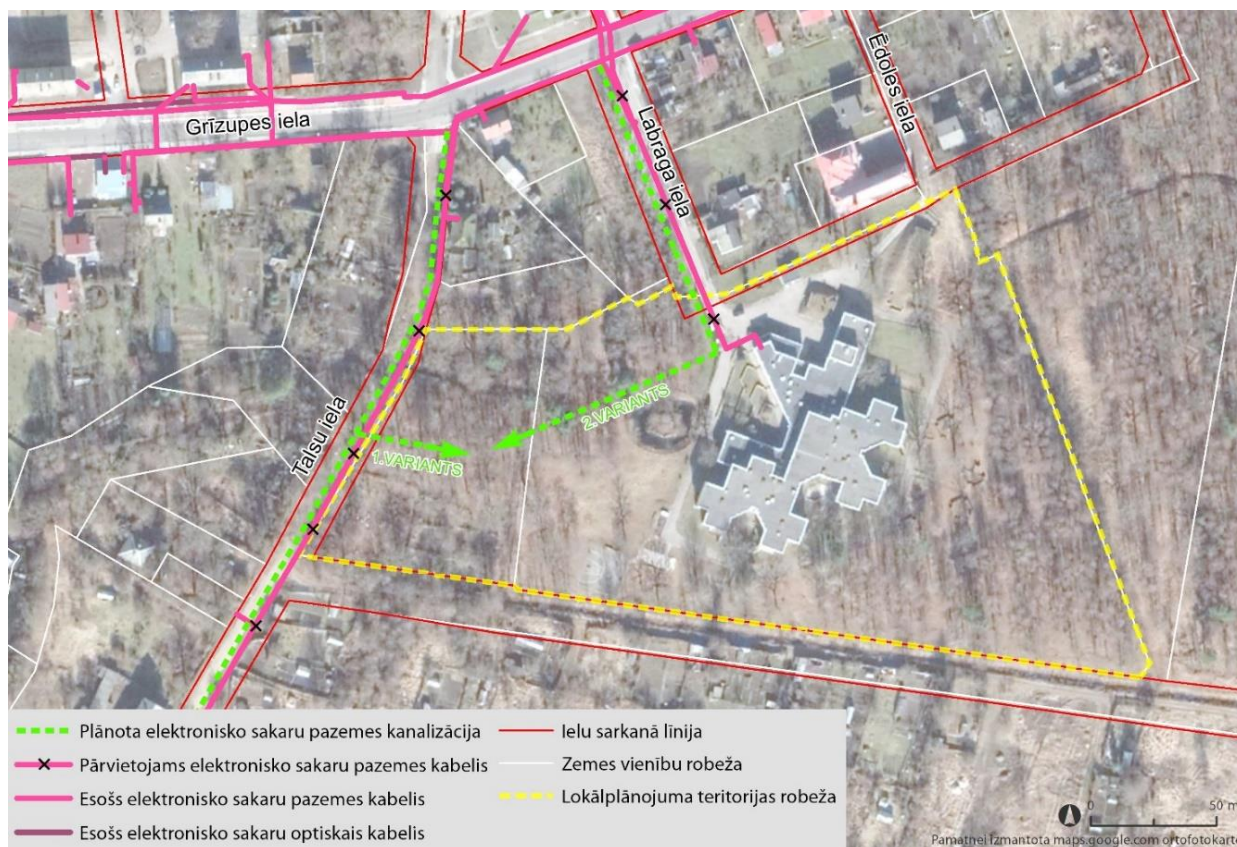 Grīzupes iela
Labraga iela
Ēdoles iela
Talsu iela
1.VARIANTS
2.VARIANTS
Plānota elektronisko sakaru pazemes kanalizācija
Pārvietojams elektronisko sakaru pazemes kabelis
Esošs elektronisko sakaru pazemes kabelis
Esošs elektronisko sakaru optiskais kabelis
Ielu sarkanā līnija
Zemes vienību robeža
Lokālplānojuma teritorijas robeža
0 50 m
Pamatnei izmantota maps.google.com ortofotokarte